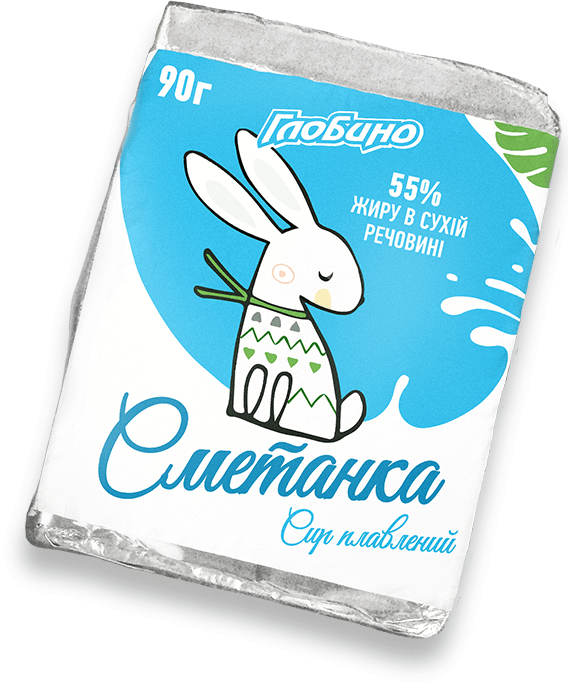 90г
Глобино
55%
ЖИРУ В СУХІЙ
РЕЧОВИНІ
Сметанка
Сир плавлений